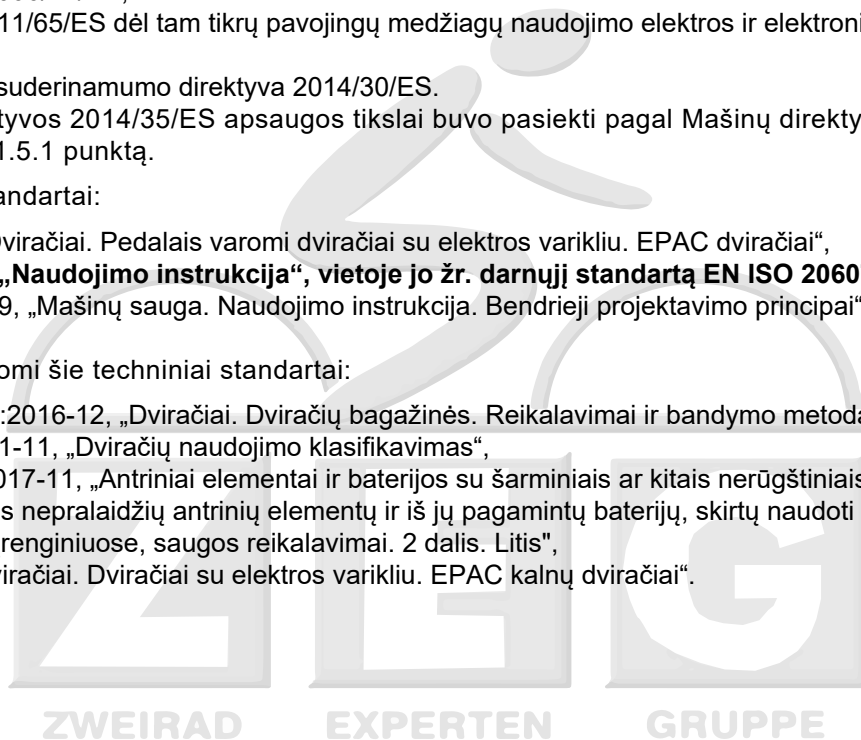 11/65/ES dėl tam tikrų pavojingų medžiagų naudojimo elektros ir elektroni
suderinamumo direktyva 2014/30/ES.
tyvos 2014/35/ES apsaugos tikslai buvo pasiekti pagal Mašinų direkty
1.5.1 punktą.
andartai:
Dviračiai. Pedalais varomi dviračiai su elektros varikliu. EPAC dviračiai“,
„Naudojimo instrukcija“, vietoje jo žr. darnųjį standartą EN ISO 2060
9, „Mašinų sauga. Naudojimo instrukcija. Bendrieji projektavimo principai“
omi šie techniniai standartai:
:2016-12, „Dviračiai. Dviračių bagažinės. Reikalavimai ir bandymo metoda
1-11, „Dviračių naudojimo klasifikavimas“,
017-11, „Antriniai elementai ir baterijos su šarminiais ar kitais nerūgštiniais
s nepralaidžių antrinių elementų ir iš jų pagamintų baterijų, skirtų naudoti
renginiuose, saugos reikalavimai. 2 dalis. Litis",
viračiai. Dviračiai su elektros varikliu. EPAC kalnų dviračiai“.
ZEG
ZWEIRAD EXPERTEN GRUPPE